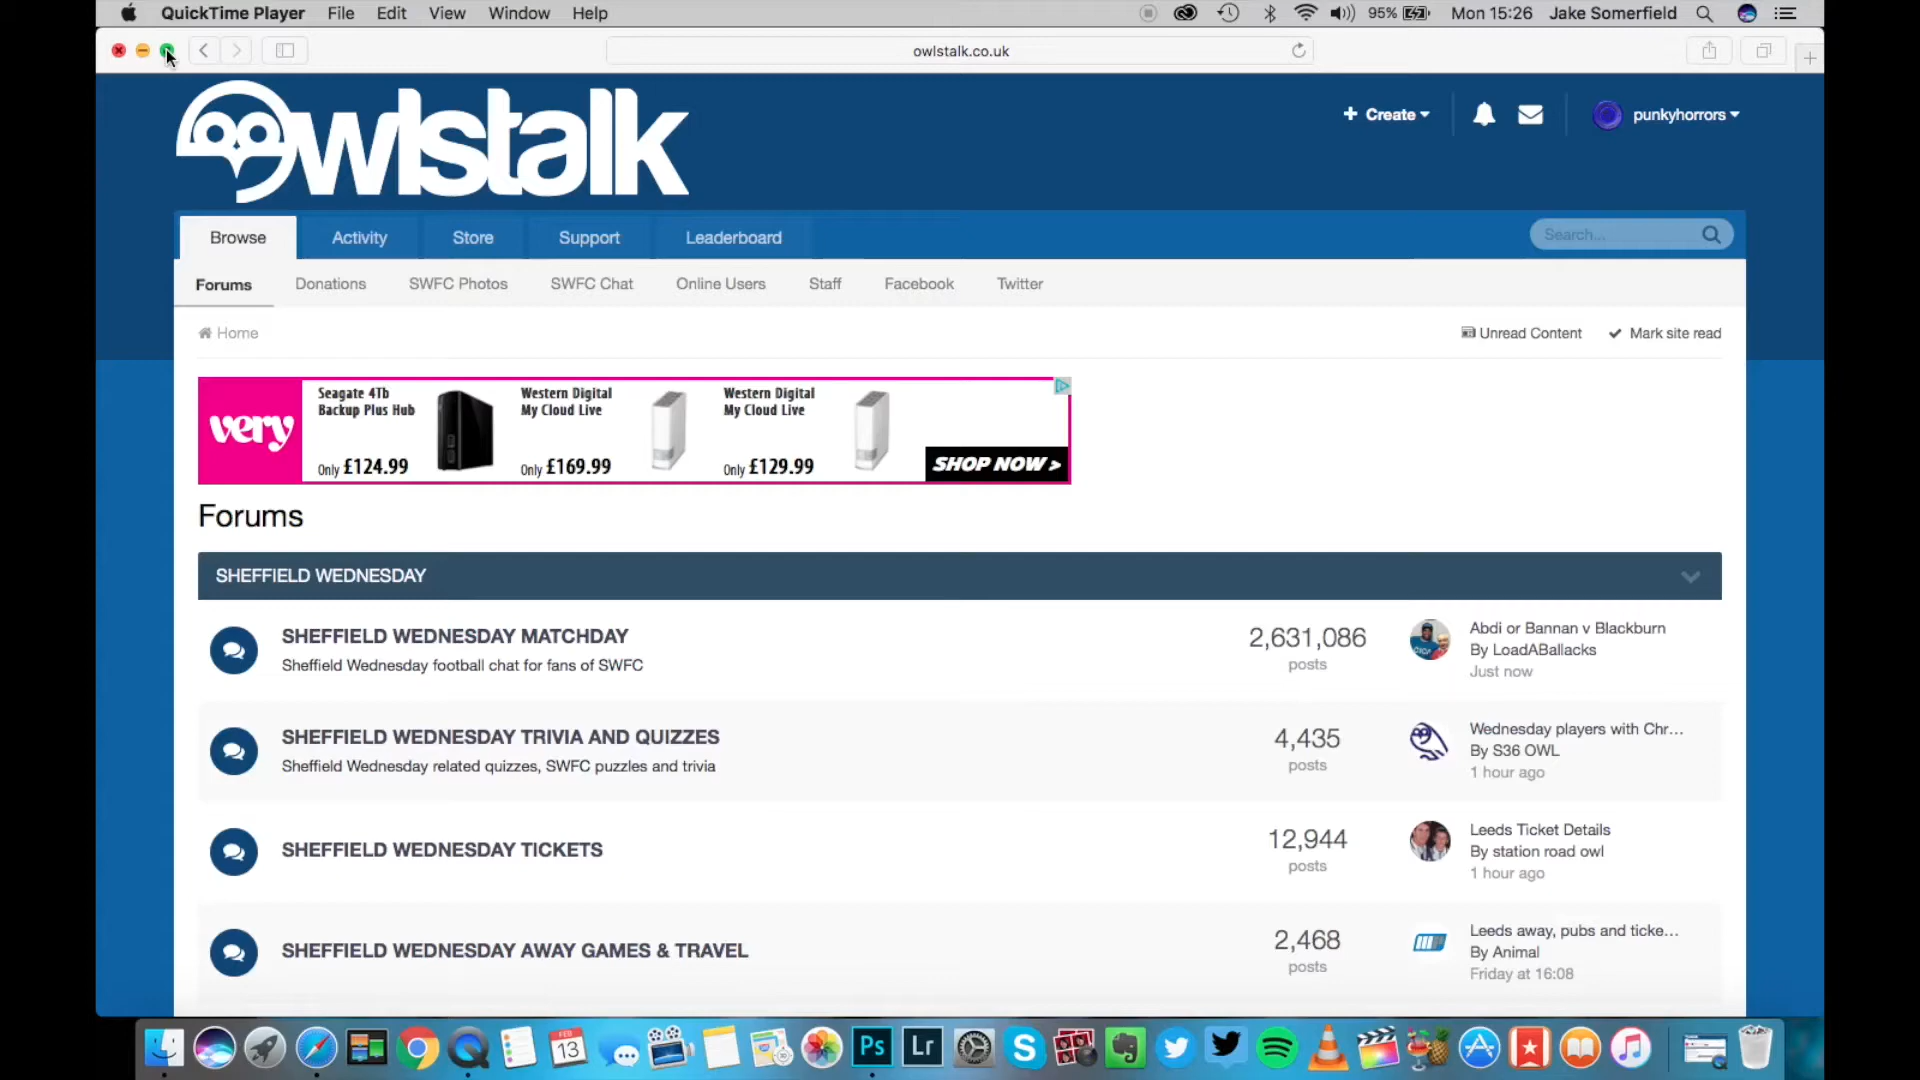 QuickTime Player File Edit View Window Help 95% Mon 15:26 Jake Somerfield
owlstalk.co.uk
owlstalk
+ Create punkyhorrors
Browse Activity Store Support Leaderboard Search...
Forums Donations SWFC Photos SWFC Chat Online Users Staff Facebook Twitter
Home Unread Content Mark site read
very
Seagate 4Tb
Backup Plus Hub
Only £124.99
Western Digital
My Cloud Live
Only £169.99
Western Digital
My Cloud Live
Only £129.99
SHOP NOW >
Forums
SHEFFIELD WEDNESDAY
SHEFFIELD WEDNESDAY MATCHDAY
Sheffield Wednesday football chat for fans of SWFC
2,631,086
posts
Abdi or Bannan v Blackburn
By LoadABallacks
Just now
SHEFFIELD WEDNESDAY TRIVIA AND QUIZZES
Sheffield Wednesday related quizzes, SWFC puzzles and trivia
4,435
posts
Wednesday players with Chr...
By S36 OWL
1 hour ago
SHEFFIELD WEDNESDAY TICKETS
12,944
posts
Leeds Ticket Details
By station road owl
1 hour ago
SHEFFIELD WEDNESDAY AWAY GAMES & TRAVEL
2,468
posts
Leeds away, pubs and ticke...
By Animal
Friday at 16:08
FEB
13
Ps
Lr
S